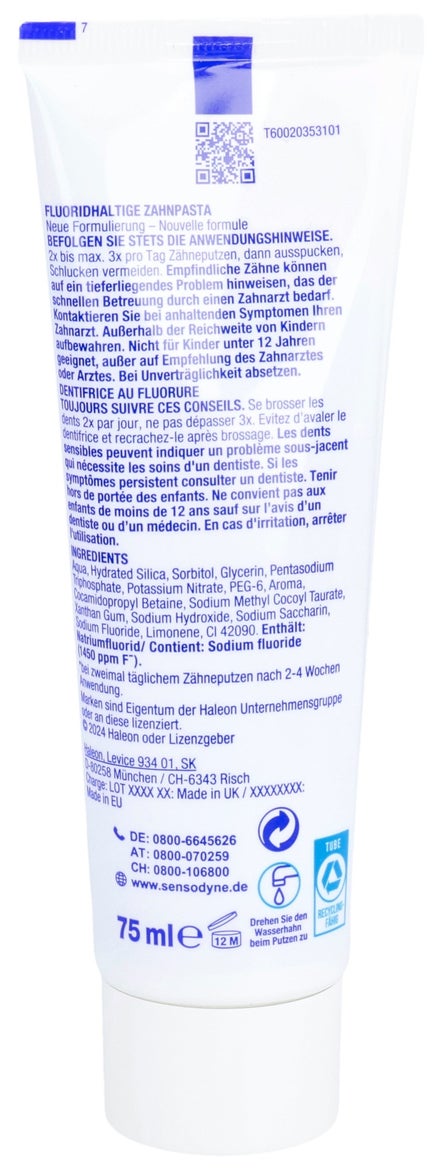 7
T60020353101
FLUORIDHALTIGE ZAHNPASTA
Neue Formulierung – Nouvelle formule
BEFOLGEN SIE STETS DIE ANWENDUNGSHINWEISE.
2x bis max. 3x pro Tag Zähneputzen, dann ausspucken,
Schlucken vermeiden. Empfindliche Zähne können
auf ein tieferliegendes Problem hinweisen, das der
schnellen Betreuung durch einen Zahnarzt bedarf.
Kontaktieren Sie bei anhaltenden Symptomen Ihren
Zahnarzt. Außerhalb der Reichweite von Kindern
aufbewahren. Nicht für Kinder unter 12 Jahren
geeignet, außer auf Empfehlung des Zahnarztes
oder Arztes. Bei Unverträglichkeit absetzen.
DENTIFRICE AU FLUORURE
TOUJOURS SUIVRE CES CONSEILS. Se brosser les
dents 2x par jour, ne pas dépasser 3x. Evitez d'avaler le
dentifrice et recrachez-le après brossage. Les dents
sensibles peuvent indiquer un problème sous-jacent
qui nécessite les soins d'un dentiste. Si les
symptômes persistent consulter un dentiste. Tenir
hors de portée des enfants. Ne convient pas aux
enfants de moins de 12 ans sauf sur l'avis d'un
dentiste ou d'un médecin. En cas d'irritation, arrêter
l'utilisation.
INGREDIENTS
Aqua, Hydrated Silica, Sorbitol, Glycerin, Pentasodium
Triphosphate, Potassium Nitrate, PEG-6, Aroma,
Cocamidopropyl Betaine, Sodium Methyl Cocoyl Taurate,
Xanthan Gum, Sodium Hydroxide, Sodium Saccharin,
Sodium Fluoride, Limonene, CI 42090. Enthält:
Natriumfluorid/ Contient: Sodium fluoride
(1450 ppm F⁻).
*bei zweimal täglichem Zähneputzen nach 2-4 Wochen
Anwendung.
Marken sind Eigentum der Haleon Unternehmensgruppe
oder an diese lizenziert.
© 2024 Haleon oder Lizenzgeber
Haleon, Levice 934 01, SK
D-80258 München / CH-6343 Risch
Charge: LOT XXXX XX: Made in UK / XXXXXXXX:
Made in EU
DE: 0800-6645626
AT: 0800-070259
CH: 0800-106800
www.sensodyne.de
75 ml e
12 M
Drehen Sie den
Wasserhahn
beim Putzen zu
TUBE
RECYCLING-
FÄHIG